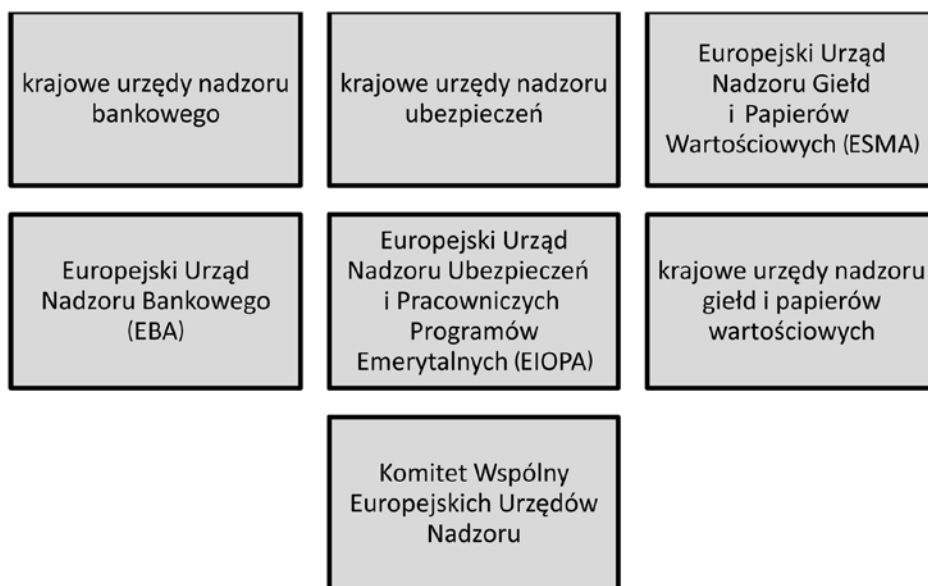 krajowe urzędy nadzoru
bankowego
krajowe urzędy nadzoru
ubezpieczeń
Europejski Urząd
Nadzoru Giełd
i Papierów
Wartościowych (ESMA)
Europejski Urząd
Nadzoru Bankowego
(EBA)
Europejski Urząd
Nadzoru Ubezpieczeń
i Pracowniczych
Programów
Emerytalnych (EIOPA)
krajowe urzędy nadzoru
giełd i papierów
wartościowych
Komitet Wspólny
Europejskich Urzędów
Nadzoru